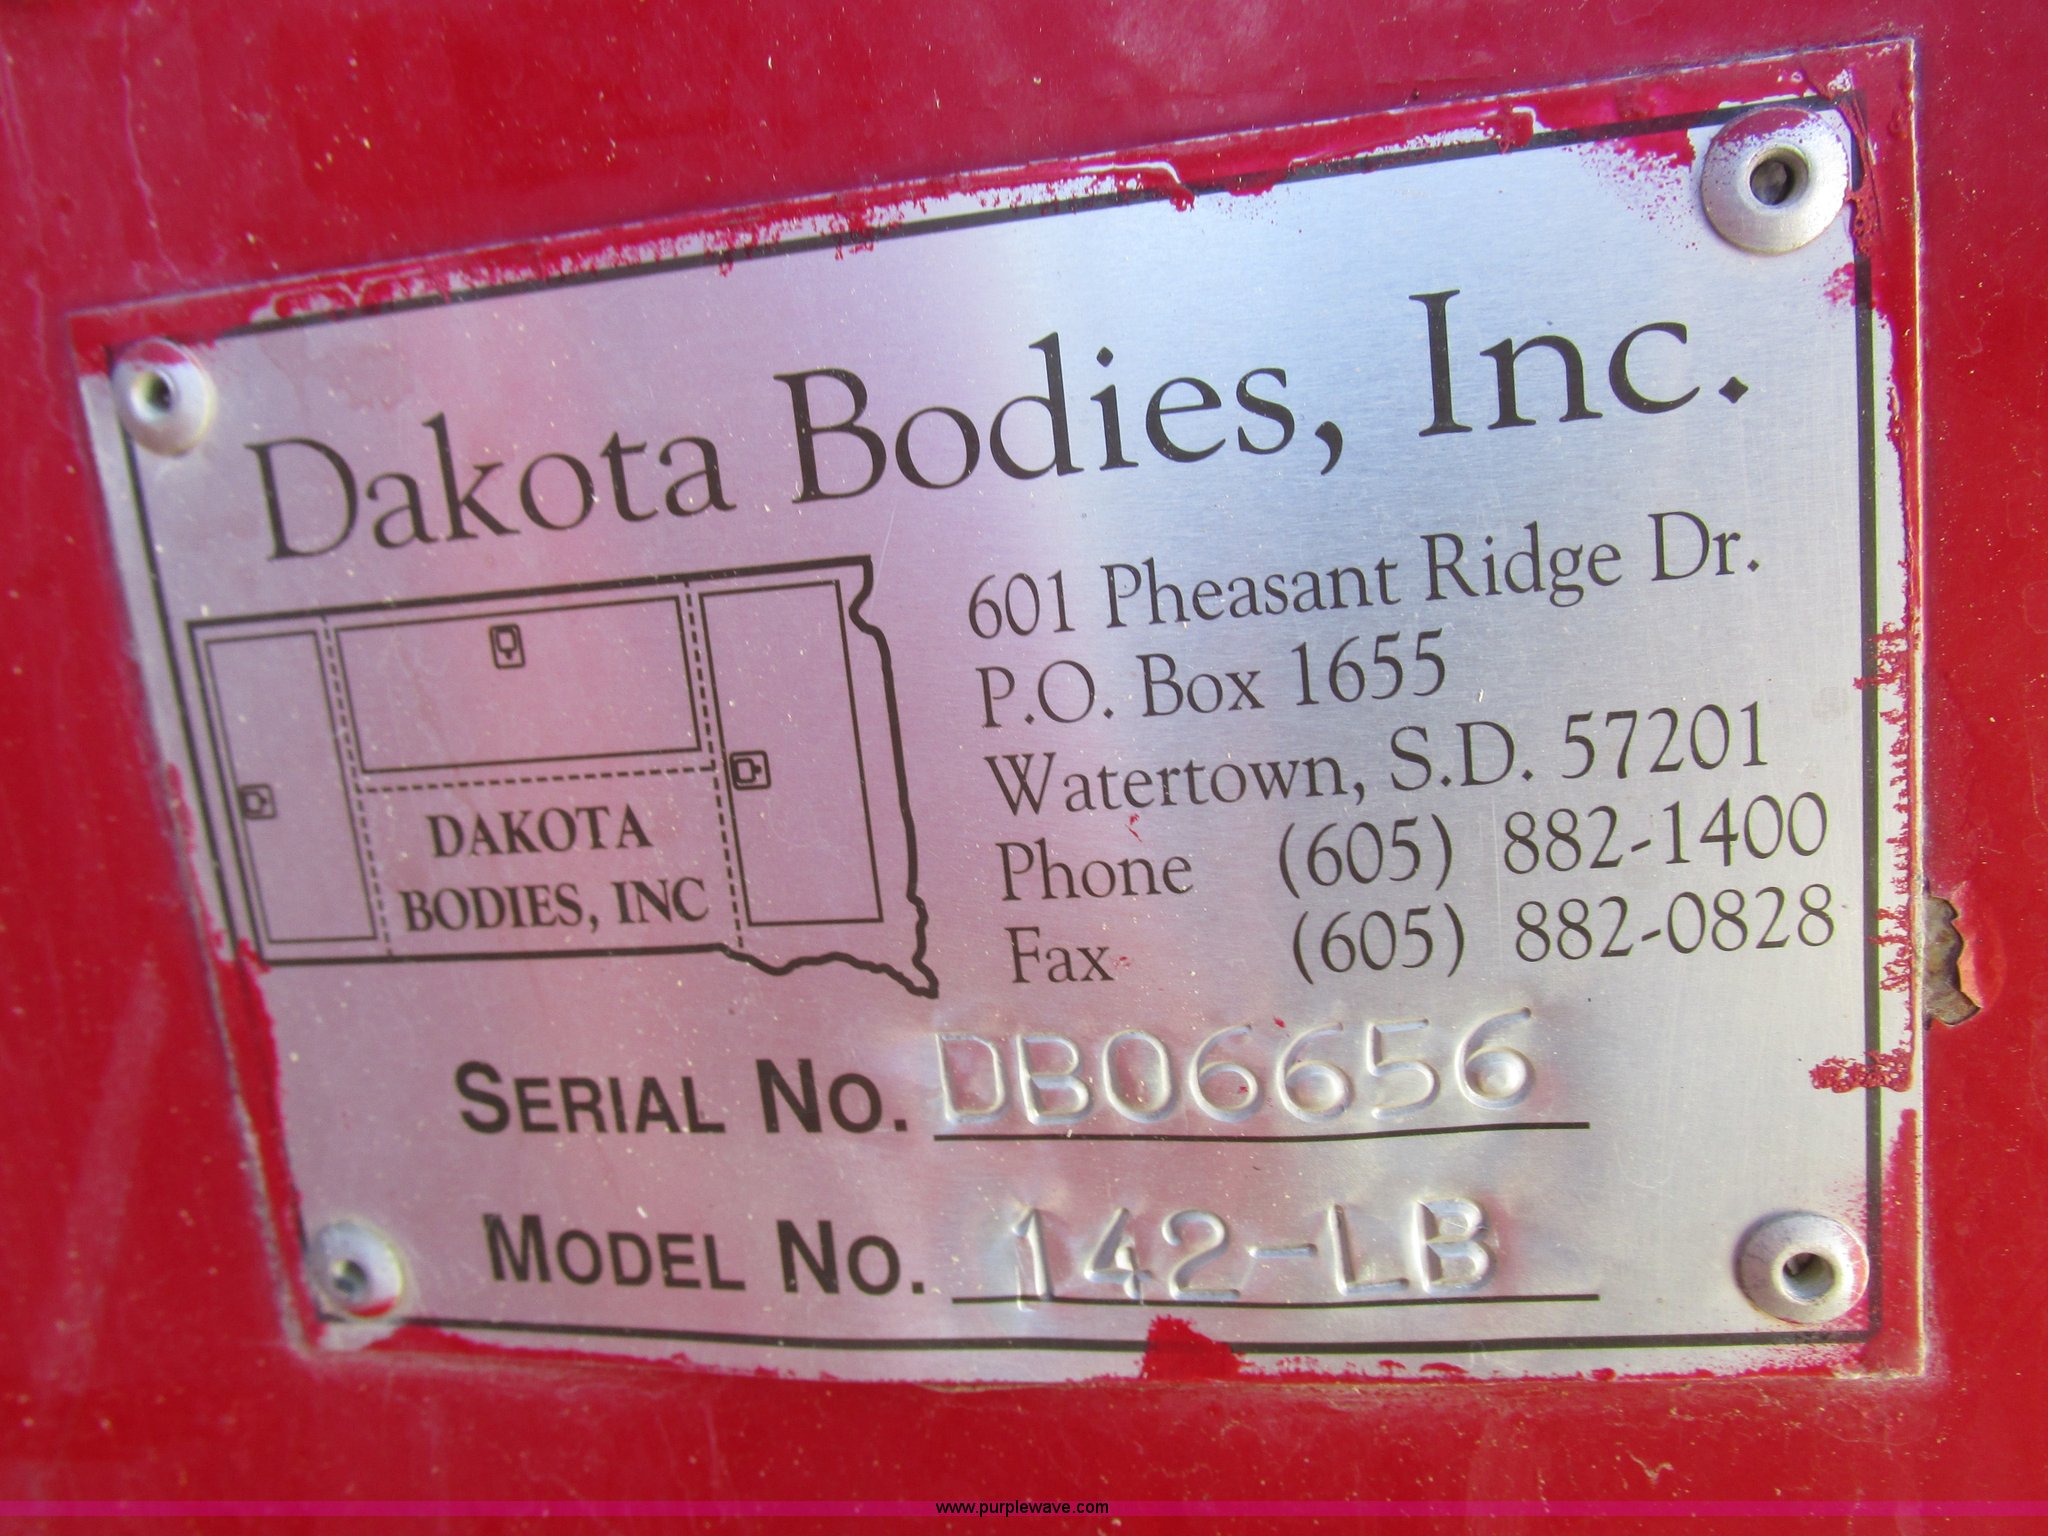 Dakota Bodies, Inc.
601 Pheasant Ridge Dr.
P.O. Box 1655
Watertown, S.D. 57201
Phone (605) 882-1400
Fax (605) 882-0828
DAKOTA
BODIES, INC
SERIAL NO. DB06656
MODEL NO. 142-LB
www.purplewave.com